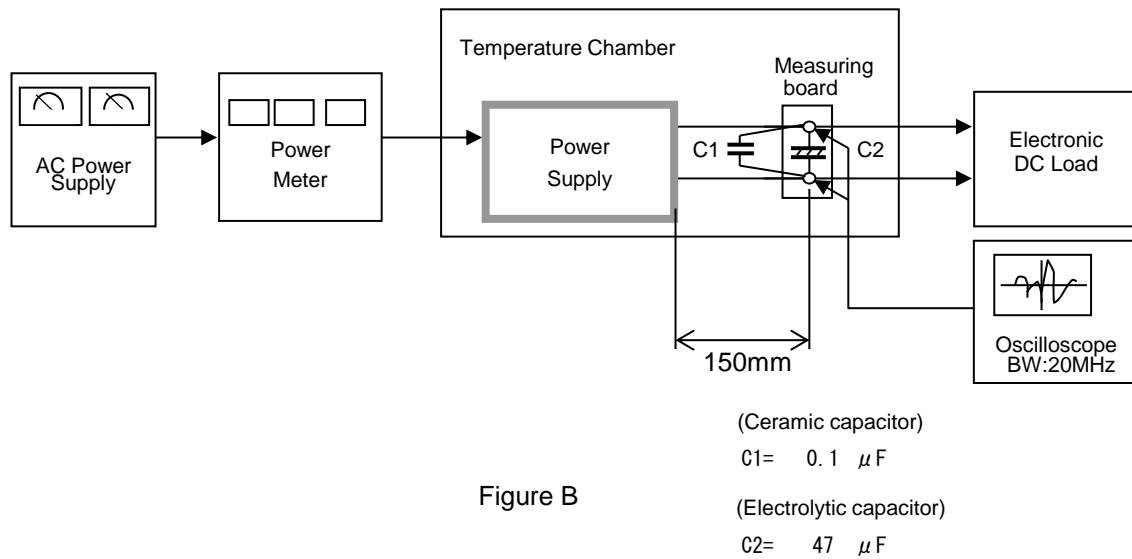 Temperature Chamber
Measuring
board
AC Power
Supply
Power
Meter
Power
Supply
C1
C2
Electronic
DC Load
Oscilloscope
BW:20MHz
150mm
(Ceramic capacitor)
C1= 0.1 μF
(Electrolytic capacitor)
C2= 47 μF
Figure B